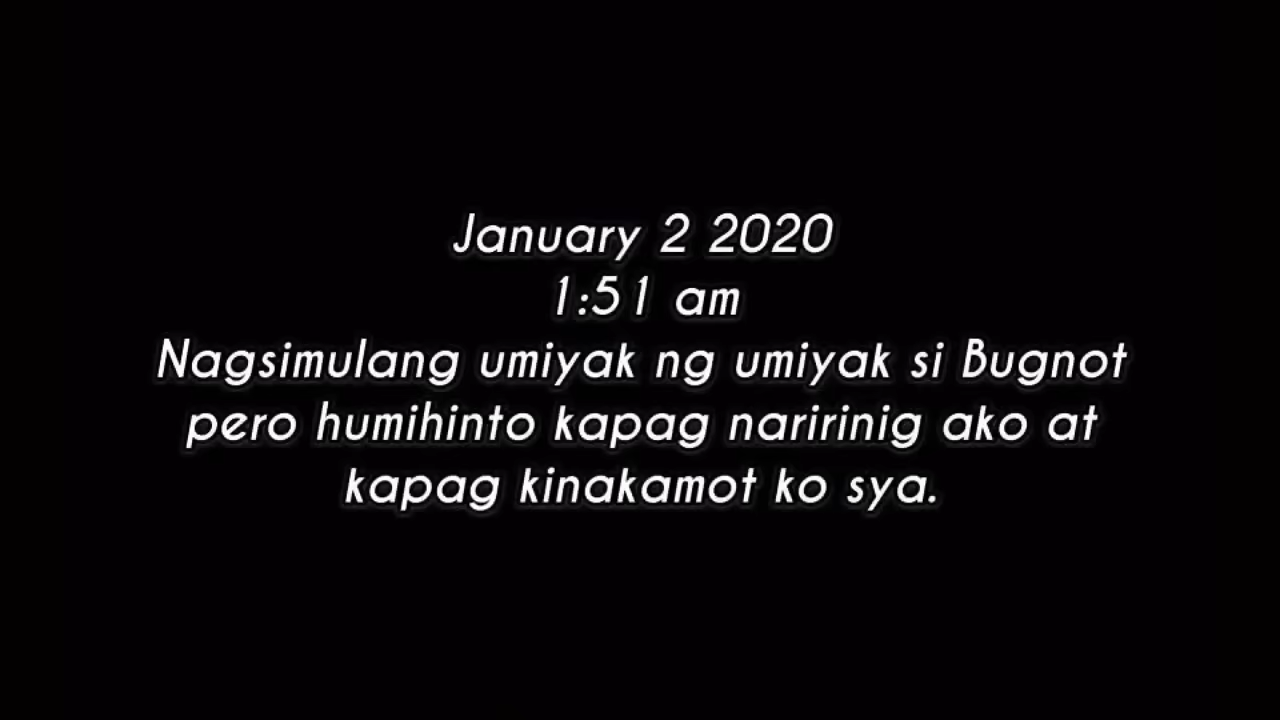 January 2 2020
1:51 am
Nagsimulang umiyak ng umiyak si Bugnot
pero humihinto kapag naririnig ako at
kapag kinakamot ko sya.